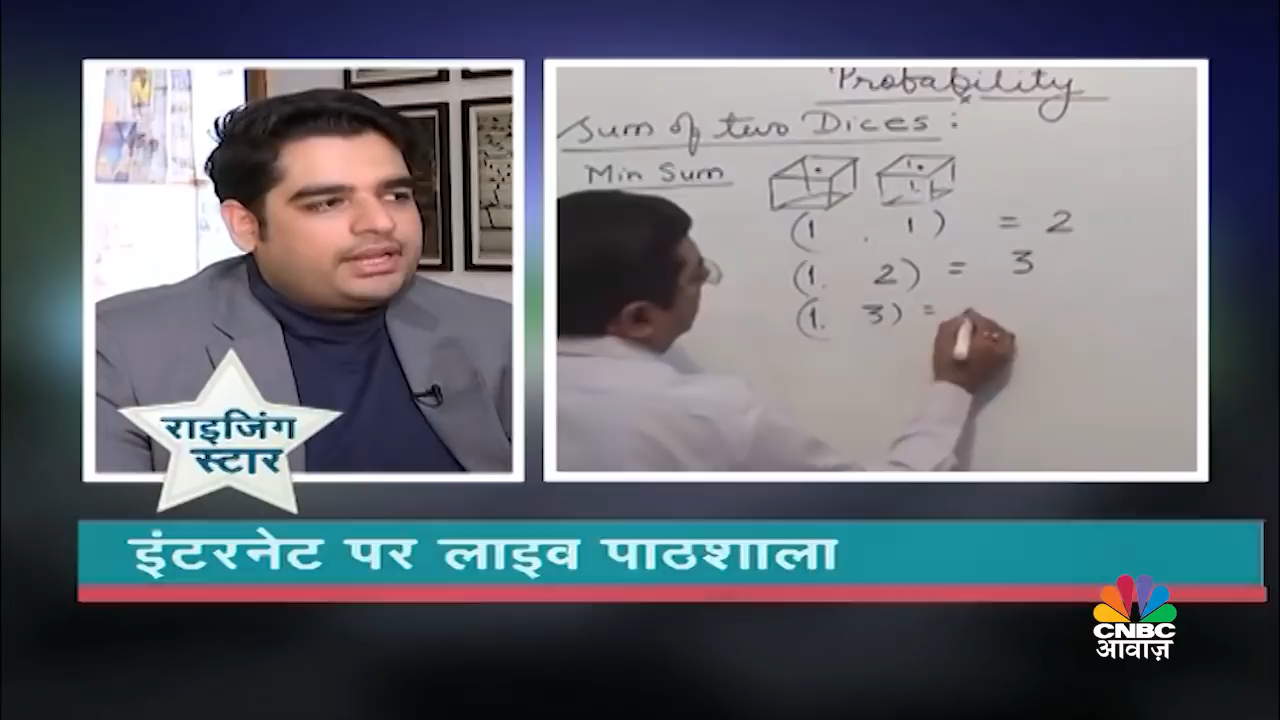 Probability
Sum of two Dices :
Min Sum
(1 . 1) = 2
(1. 2) = 3
(1. 3) =
राइजिंग
स्टार
इंटरनेट पर लाइव पाठशाला
CNBC
आवाज़